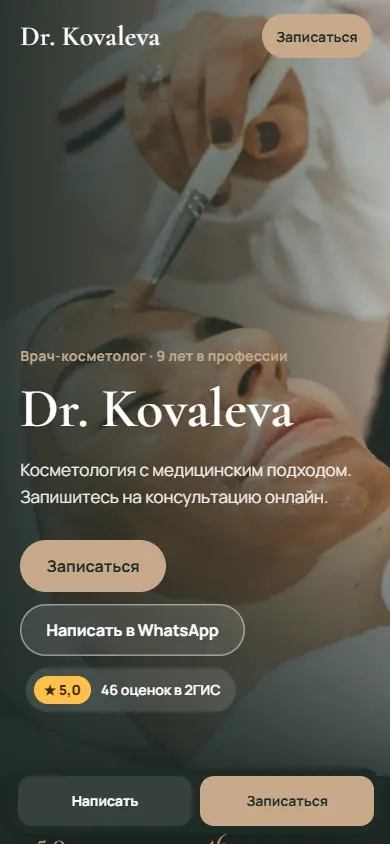 Dr. Kovaleva
Записаться
Врач-косметолог · 9 лет в профессии
Dr. Kovaleva
Косметология с медицинским подходом.
Запишитесь на консультацию онлайн.
Записаться
Написать в WhatsApp
★ 5,0 46 оценок в 2ГИС
Написать
Записаться